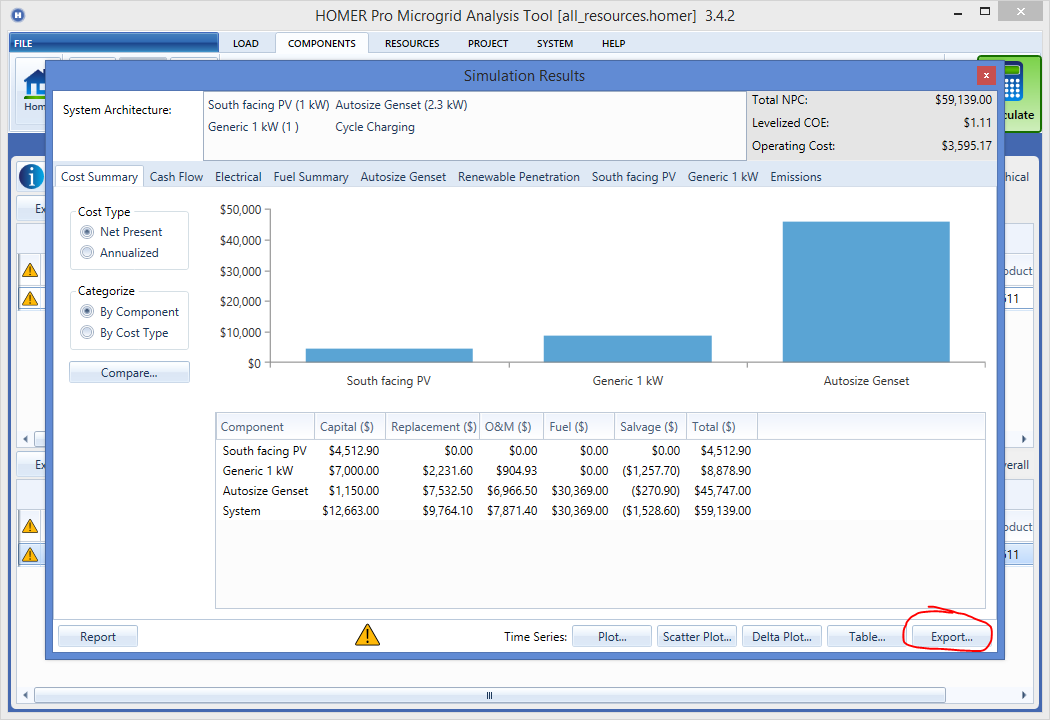 H HOMER Pro Microgrid Analysis Tool [all_resources.homer] 3.4.2 x
FILE LOAD COMPONENTS RESOURCES PROJECT SYSTEM HELP
Hom
culate
Simulation Results x
System Architecture:
South facing PV (1 kW) Autosize Genset (2.3 kW)
Generic 1 kW (1 ) Cycle Charging
Total NPC: $59,139.00
Levelized COE: $1.11
Operating Cost: $3,595.17
Cost Summary Cash Flow Electrical Fuel Summary Autosize Genset Renewable Penetration South facing PV Generic 1 kW Emissions
hical
Ex
Cost Type
Net Present
Annualized
Categorize
By Component
By Cost Type
Compare...
$50,000
$40,000
$30,000
$20,000
$10,000
$0
South facing PV Generic 1 kW Autosize Genset
oduct
511
Component Capital ($) Replacement ($) O&M ($) Fuel ($) Salvage ($) Total ($)
South facing PV $4,512.90 $0.00 $0.00 $0.00 $0.00 $4,512.90
Generic 1 kW $7,000.00 $2,231.60 $904.93 $0.00 ($1,257.70) $8,878.90
Autosize Genset $1,150.00 $7,532.50 $6,966.50 $30,369.00 ($270.90) $45,747.00
System $12,663.00 $9,764.10 $7,871.40 $30,369.00 ($1,528.60) $59,139.00
Ex
erall
oduct
511
Report Time Series: Plot... Scatter Plot... Delta Plot... Table... Export...